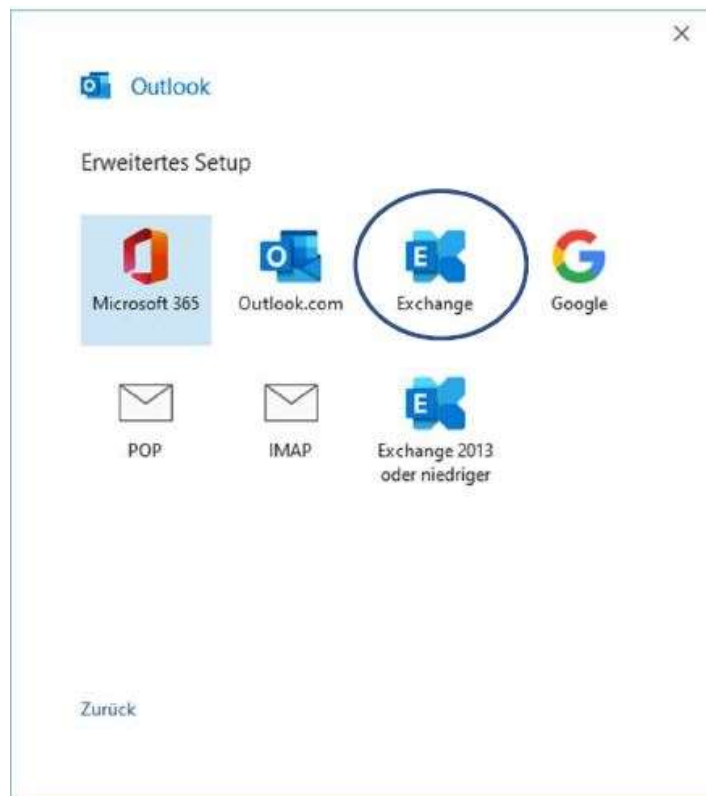 Outlook
Erweitertes Setup
Microsoft 365
Outlook.com
Exchange
Google
POP
IMAP
Exchange 2013
oder niedriger
Zurück